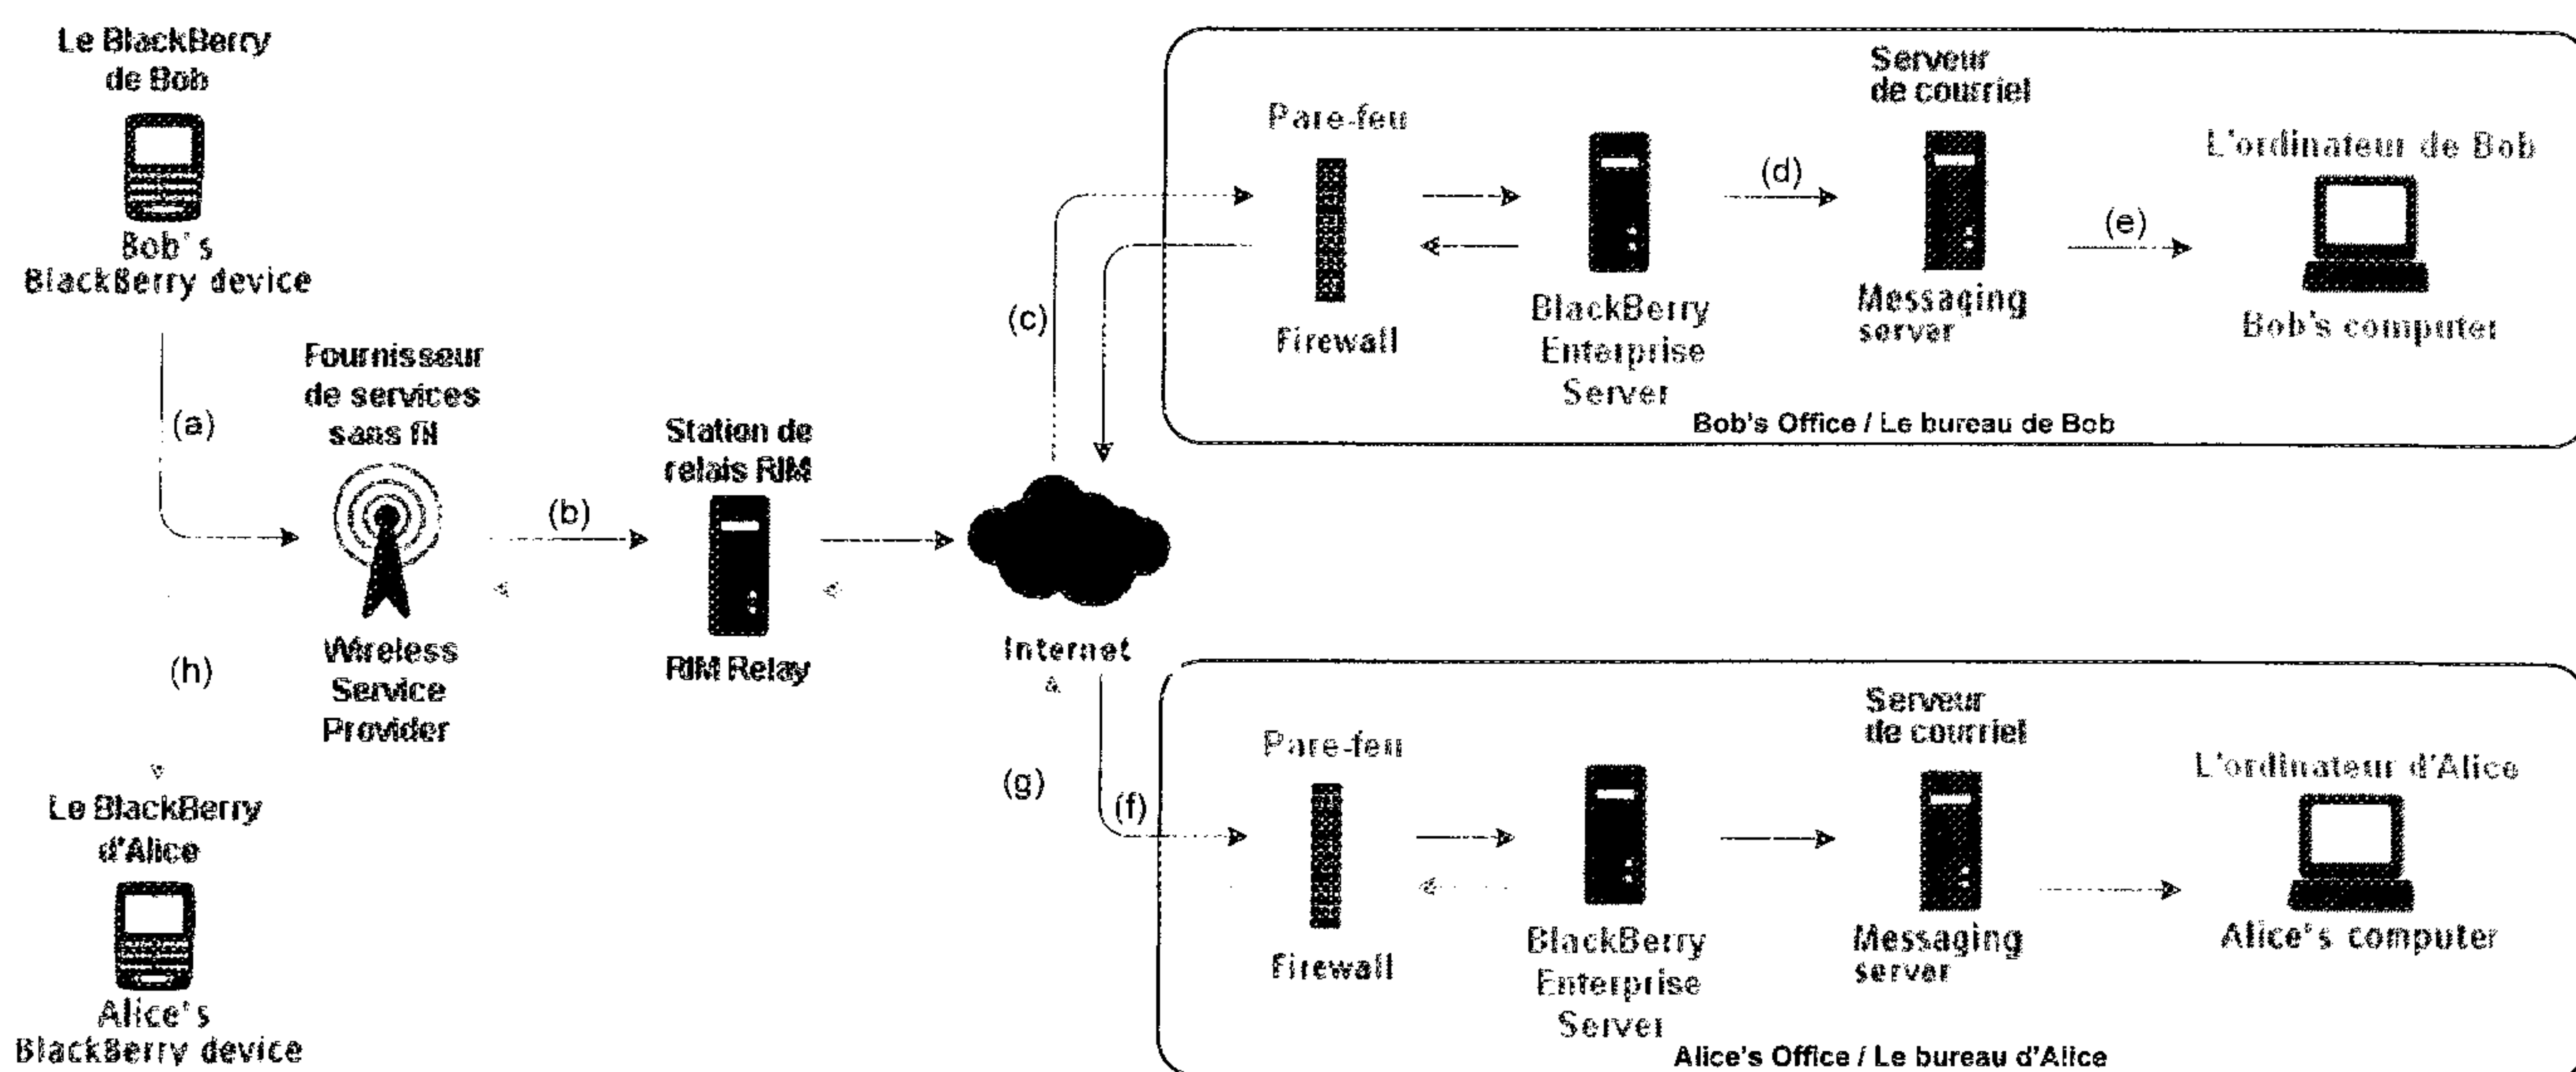 Le BlackBerry
de Bob
Bob's
BlackBerry device
(a)
Fournisseur
de services
sans fil
Wireless
Service
Provider
(b)
Station de
relais RIM
RIM Relay
Internet
(c)
Pare-feu
Firewall
BlackBerry
Enterprise
Server
(d)
Serveur
de courriel
Messaging
server
(e)
L'ordinateur de Bob
Bob's computer
Bob's Office / Le bureau de Bob
(h)
Le BlackBerry
d'Alice
Alice's
BlackBerry device
(g)
(f)
Pare-feu
Firewall
BlackBerry
Enterprise
Server
Serveur
de courriel
Messaging
server
L'ordinateur d'Alice
Alice's computer
Alice's Office / Le bureau d'Alice